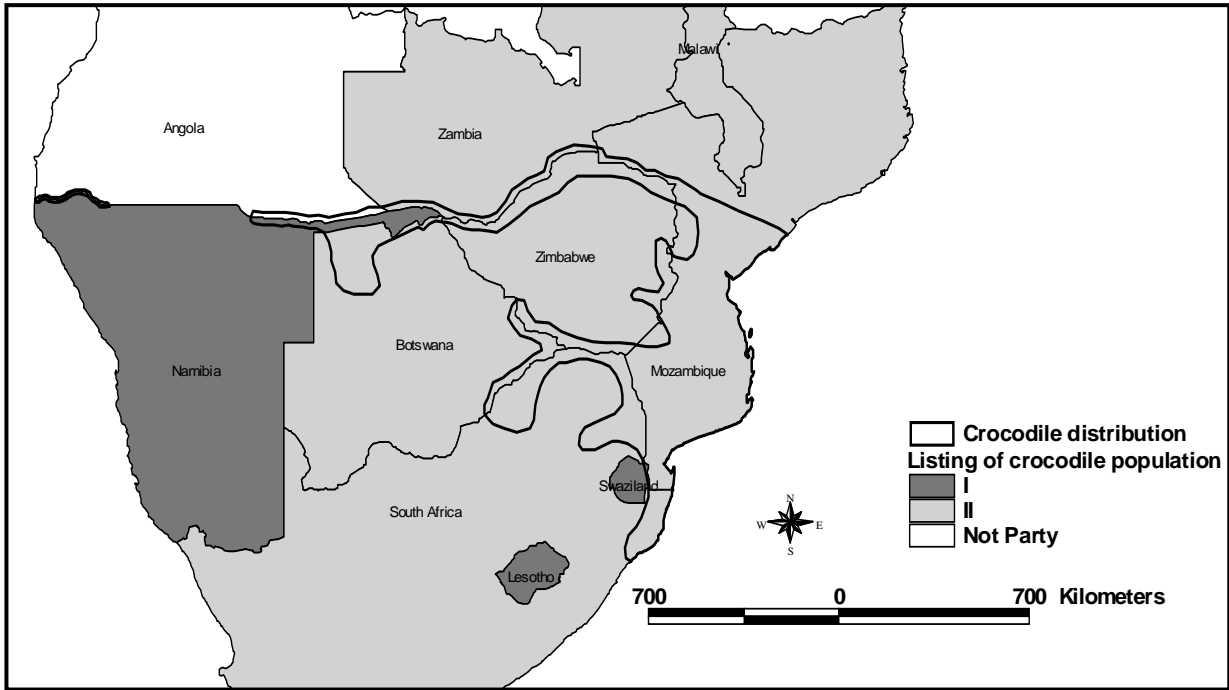 Malawi
Angola
Zambia
Zimbabwe
Botswana
Namibia
Mozambique
Crocodile distribution
Listing of crocodile population
I
II
Not Party
Swaziland
South Africa
Lesotho
N
W E
S
700 0 700 Kilometers